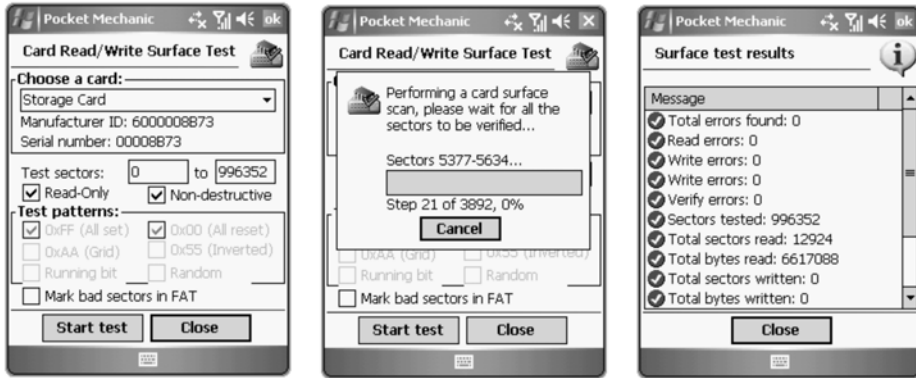 Pocket Mechanic ok
Card Read/Write Surface Test
Choose a card:
Storage Card
Manufacturer ID: 6000008B73
Serial number: 00008B73
Test sectors: 0 to 996352
Read-Only Non-destructive
Test patterns:
0xFF (All set) 0x00 (All reset)
0xAA (Grid) 0x55 (Inverted)
Running bit Random
Mark bad sectors in FAT
Start test Close
Pocket Mechanic
Card Read/Write Surface Test
Performing a card surface
scan, please wait for all the
sectors to be verified...
Sectors 5377-5634...
Step 21 of 3892, 0%
Cancel
0xAA (Grid) 0x55 (Inverted)
Running bit Random
Mark bad sectors in FAT
Start test Close
Pocket Mechanic ok
Surface test results
Message
Total errors found: 0
Read errors: 0
Write errors: 0
Write errors: 0
Verify errors: 0
Sectors tested: 996352
Total sectors read: 12924
Total bytes read: 6617088
Total sectors written: 0
Total bytes written: 0
Close